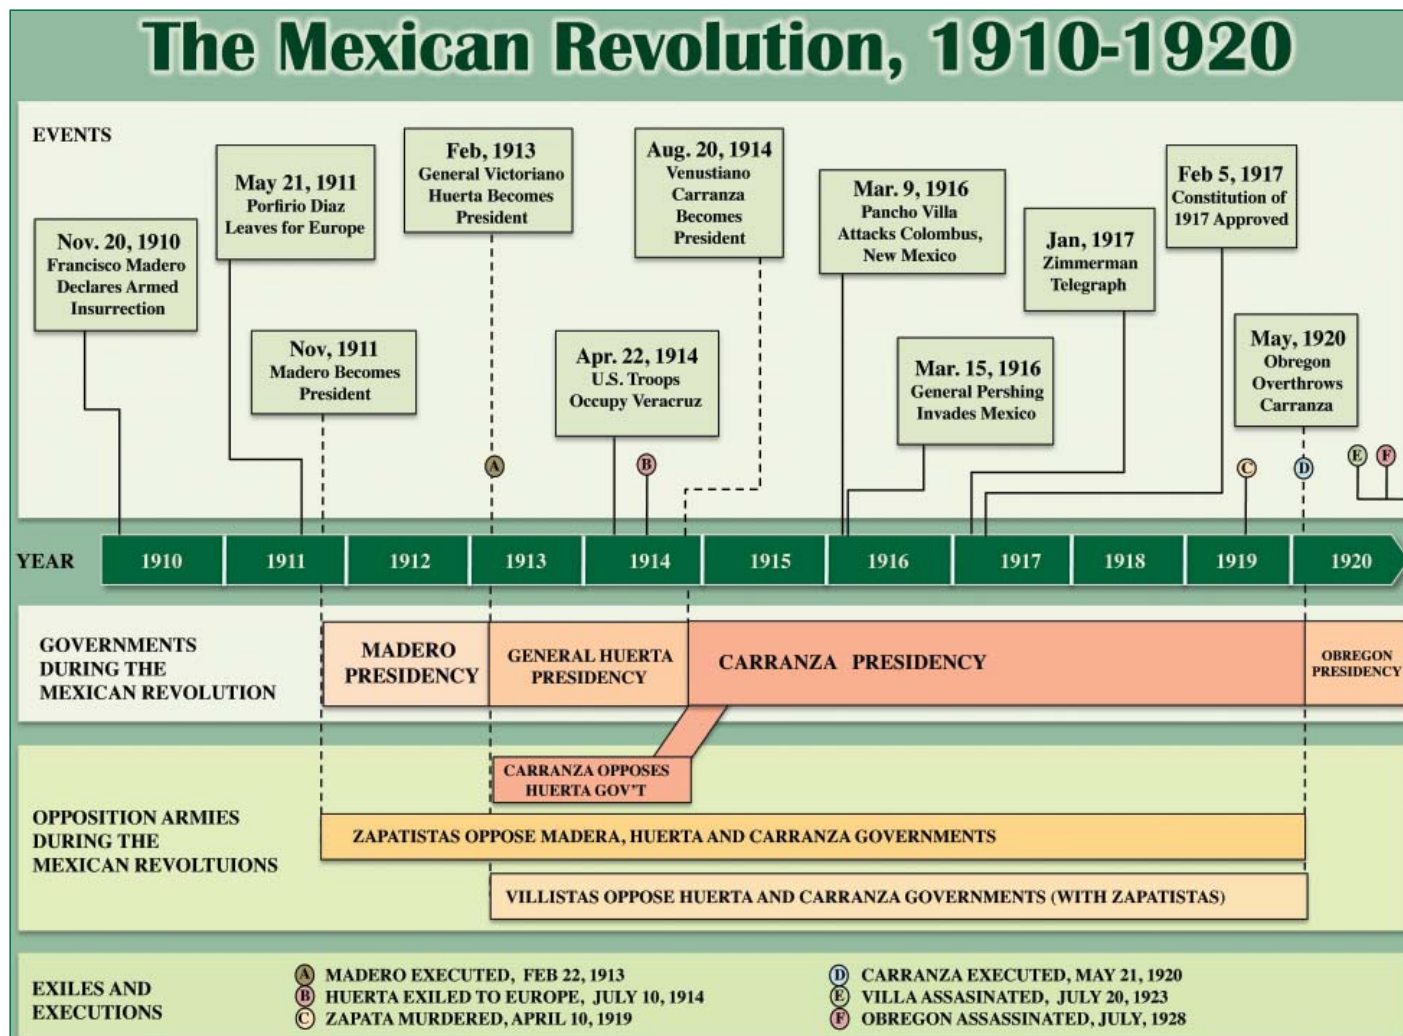 The Mexican Revolution, 1910-1920
EVENTS
Nov. 20, 1910
Francisco Madero
Declares Armed
Insurrection
May 21, 1911
Porfirio Diaz
Leaves for Europe
Nov, 1911
Madero Becomes
President
Feb, 1913
General Victoriano
Huerta Becomes
President
Apr. 22, 1914
U.S. Troops
Occupy Veracruz
Aug. 20, 1914
Venustiano
Carranza
Becomes
President
Mar. 9, 1916
Pancho Villa
Attacks Colombus,
New Mexico
Mar. 15, 1916
General Pershing
Invades Mexico
Jan, 1917
Zimmerman
Telegraph
Feb 5, 1917
Constitution of
1917 Approved
May, 1920
Obregon
Overthrows
Carranza
A
B
C
D
E
F
YEAR
1910
1911
1912
1913
1914
1915
1916
1917
1918
1919
1920
GOVERNMENTS
DURING THE
MEXICAN REVOLUTION
MADERO
PRESIDENCY
GENERAL HUERTA
PRESIDENCY
CARRANZA PRESIDENCY
OBREGON
PRESIDENCY
OPPOSITION ARMIES
DURING THE
MEXICAN REVOLTUIONS
CARRANZA OPPOSES
HUERTA GOV'T
ZAPATISTAS OPPOSE MADERA, HUERTA AND CARRANZA GOVERNMENTS
VILLISTAS OPPOSE HUERTA AND CARRANZA GOVERNMENTS (WITH ZAPATISTAS)
EXILES AND
EXECUTIONS
A MADERO EXECUTED, FEB 22, 1913
B HUERTA EXILED TO EUROPE, JULY 10, 1914
C ZAPATA MURDERED, APRIL 10, 1919
D CARRANZA EXECUTED, MAY 21, 1920
E VILLA ASSASINATED, JULY 20, 1923
F OBREGON ASSASSINATED, JULY, 1928